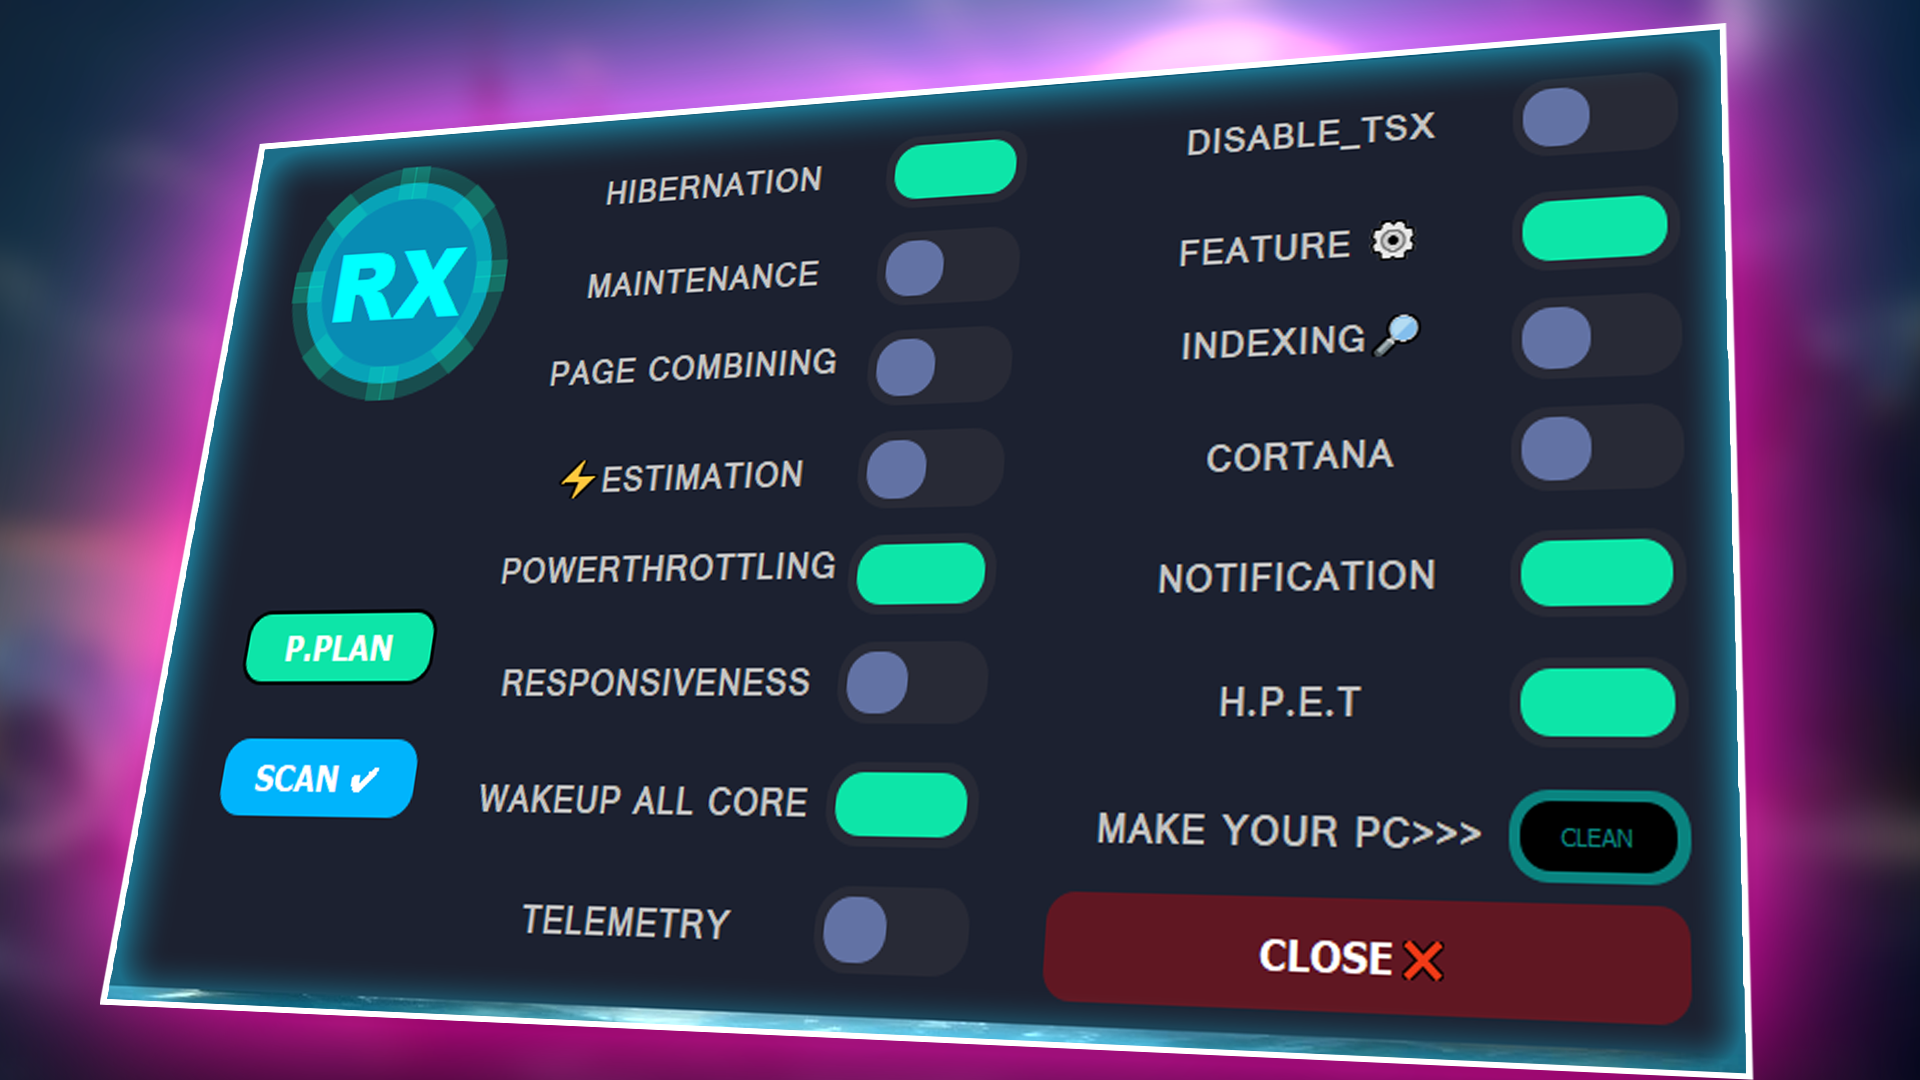 RX
HIBERNATION
MAINTENANCE
PAGE COMBINING
⚡ESTIMATION
POWERTHROTTLING
RESPONSIVENESS
WAKEUP ALL CORE
TELEMETRY
P.PLAN
SCAN ✔
DISABLE_TSX
FEATURE ⚙
INDEXING🔎
CORTANA
NOTIFICATION
H.P.E.T
MAKE YOUR PC>>> CLEAN
CLOSE❌